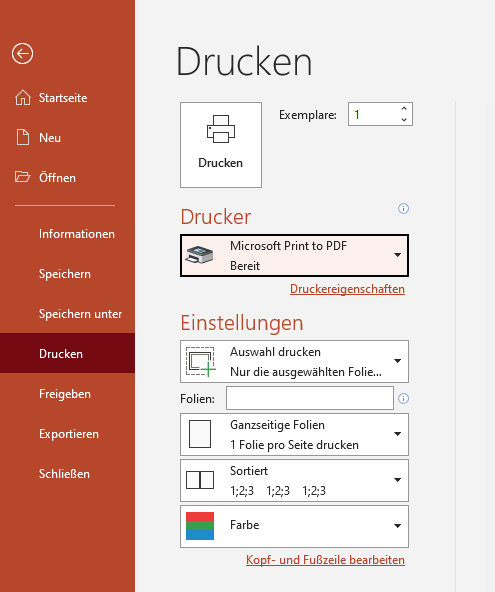 Startseite
Neu
Öffnen
Informationen
Speichern
Speichern unter
Drucken
Freigeben
Exportieren
Schließen
Drucken
Drucken
Exemplare: 1
Drucker
Microsoft Print to PDF
Bereit
Druckereigenschaften
Einstellungen
Auswahl drucken
Nur die ausgewählten Folie...
Folien:
Ganzseitige Folien
1 Folie pro Seite drucken
Sortiert
1;2;3 1;2;3 1;2;3
Farbe
Kopf- und Fußzeile bearbeiten